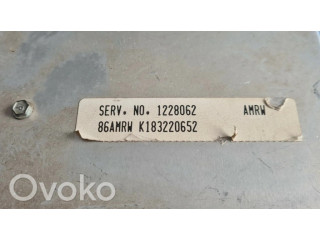 SERV. NO. 1228062 AMRW
86AMRW K183220652
Ovoko